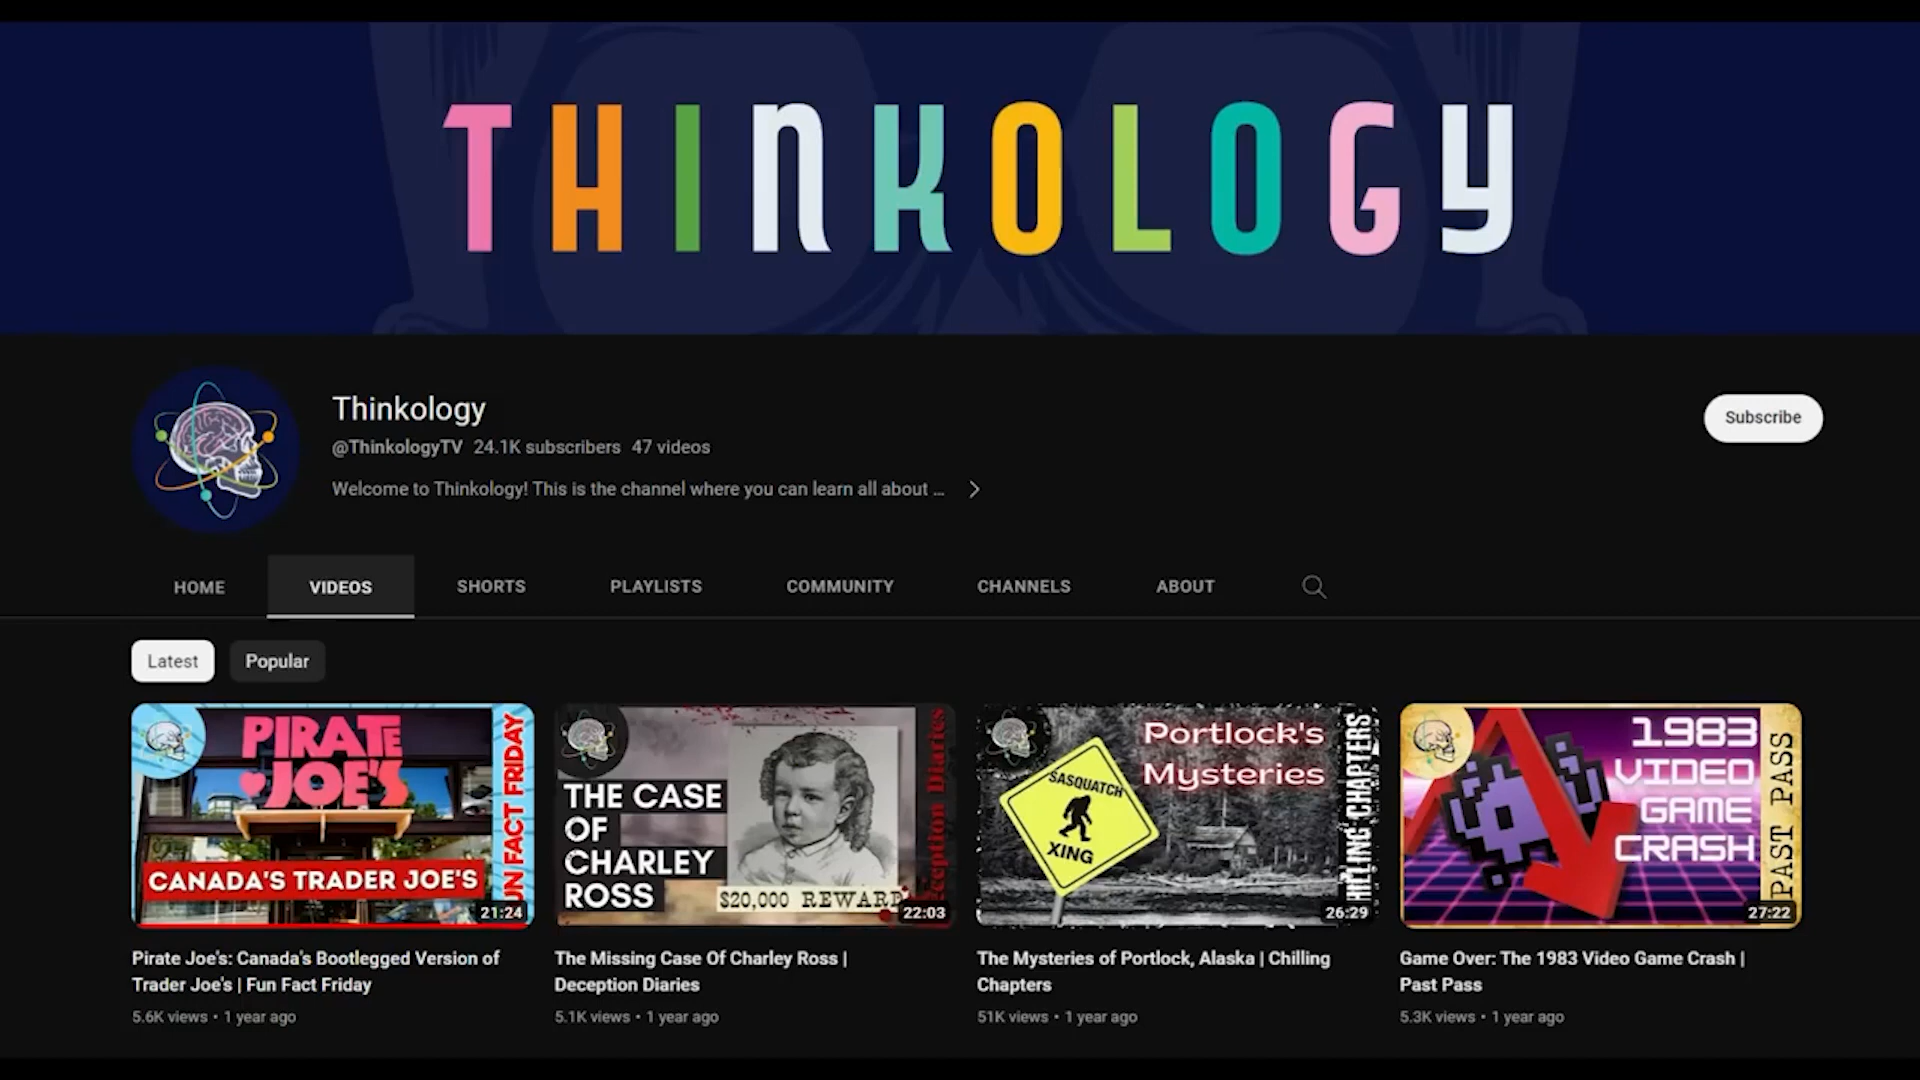 THINKOLOGY
Thinkology
@ThinkologyTV 24.1K subscribers 47 videos
Welcome to Thinkology! This is the channel where you can learn all about ...
Subscribe
HOME VIDEOS SHORTS PLAYLISTS COMMUNITY CHANNELS ABOUT
Latest Popular
PIRATE
JOE'S
CANADA'S TRADER JOE'S
FUN FACT FRIDAY
21:24
THE CASE
OF
CHARLEY
ROSS
$20,000 REWARD
Deception Diaries
22:03
Portlock's
Mysteries
SASQUATCH
XING
CHILLING CHAPTERS
26:29
1983
VIDEO
GAME
CRASH
PAST PASS
27:22
Pirate Joe's: Canada's Bootlegged Version of
Trader Joe's | Fun Fact Friday
5.6K views • 1 year ago
The Missing Case Of Charley Ross |
Deception Diaries
5.1K views • 1 year ago
The Mysteries of Portlock, Alaska | Chilling
Chapters
51K views • 1 year ago
Game Over: The 1983 Video Game Crash |
Past Pass
5.3K views • 1 year ago